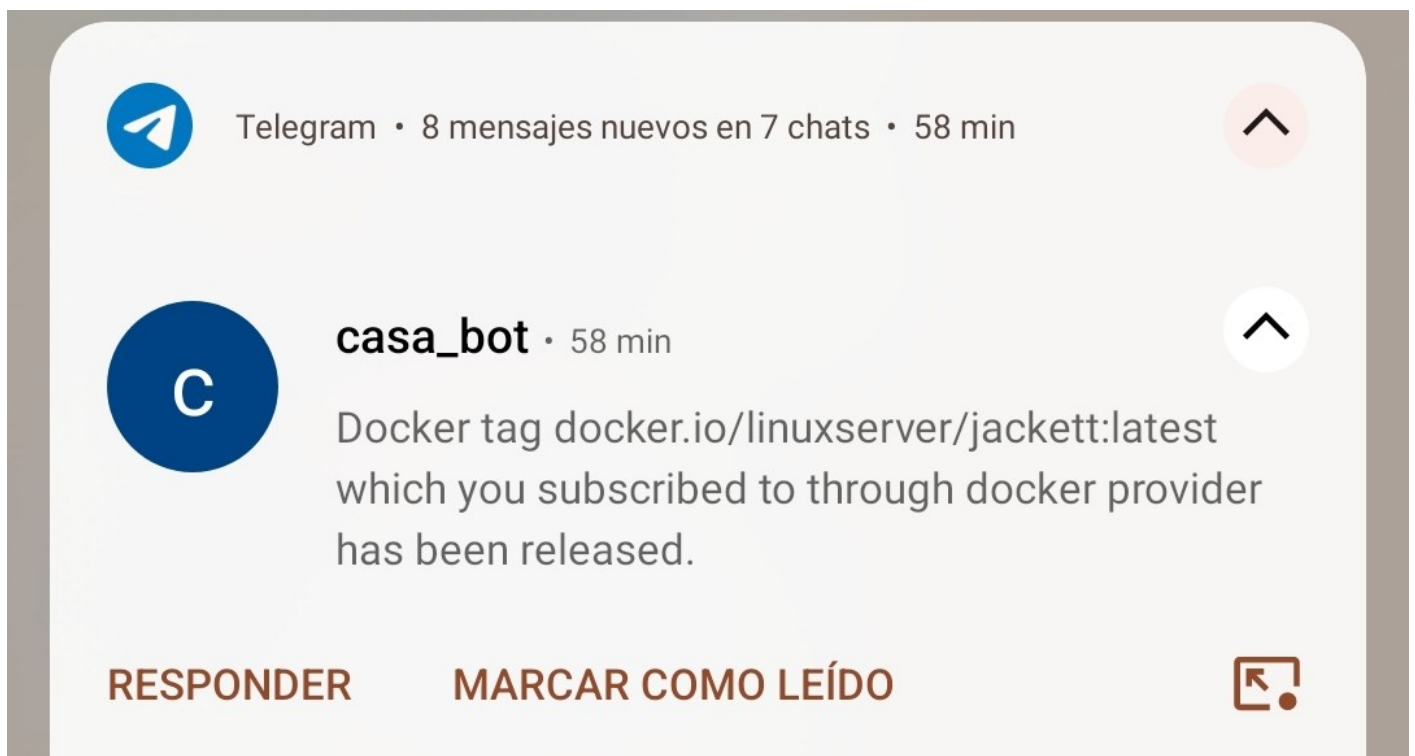 Telegram • 8 mensajes nuevos en 7 chats • 58 min
casa_bot • 58 min
C
Docker tag docker.io/linuxserver/jackett:latest
which you subscribed to through docker provider
has been released.
RESPONDER MARCAR COMO LEÍDO